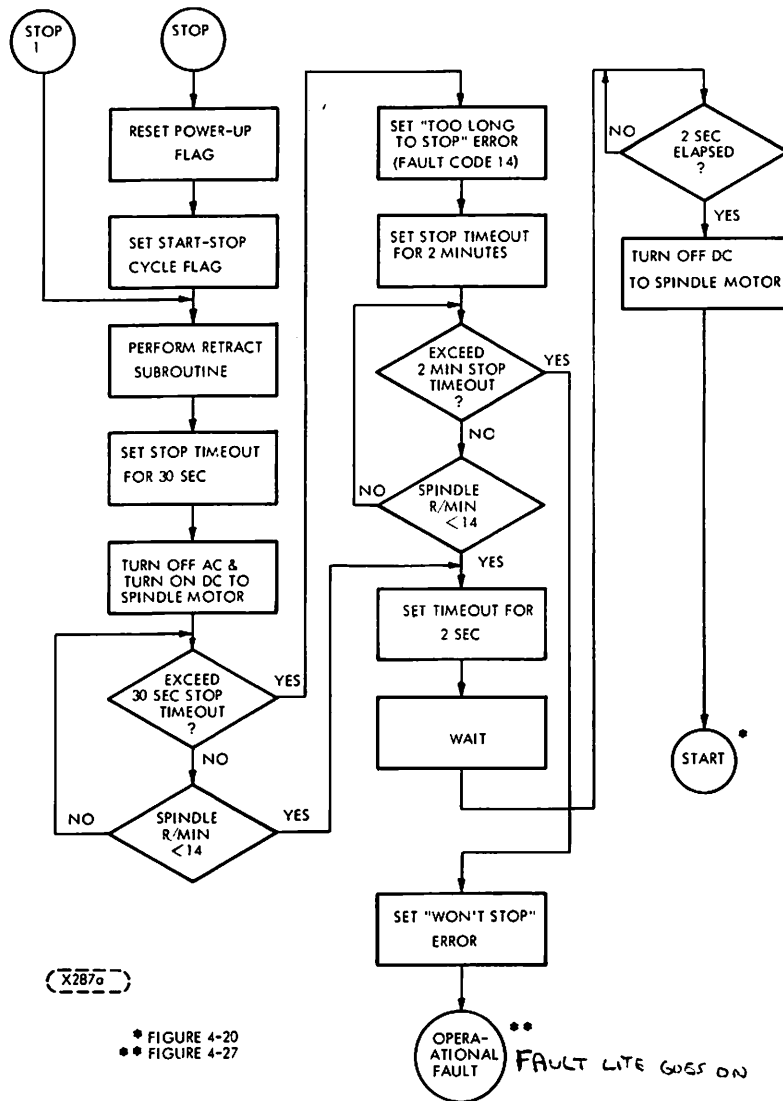 STOP
1
STOP
RESET POWER-UP
FLAG
SET START-STOP
CYCLE FLAG
PERFORM RETRACT
SUBROUTINE
SET STOP TIMEOUT
FOR 30 SEC
TURN OFF AC &
TURN ON DC TO
SPINDLE MOTOR
EXCEED
30 SEC STOP
TIMEOUT
?
YES
NO
SPINDLE
R/MIN
<14
NO
YES
SET "TOO LONG
TO STOP" ERROR
(FAULT CODE 14)
SET STOP TIMEOUT
FOR 2 MINUTES
EXCEED
2 MIN STOP
TIMEOUT
?
YES
NO
SPINDLE
R/MIN
<14
NO
YES
SET TIMEOUT FOR
2 SEC
WAIT
SET "WON'T STOP"
ERROR
OPERA-
ATIONAL
FAULT
**
FAULT LITE GOES ON
2 SEC
ELAPSED
?
NO
YES
TURN OFF DC
TO SPINDLE MOTOR
START
*
X287a
* FIGURE 4-20
** FIGURE 4-27